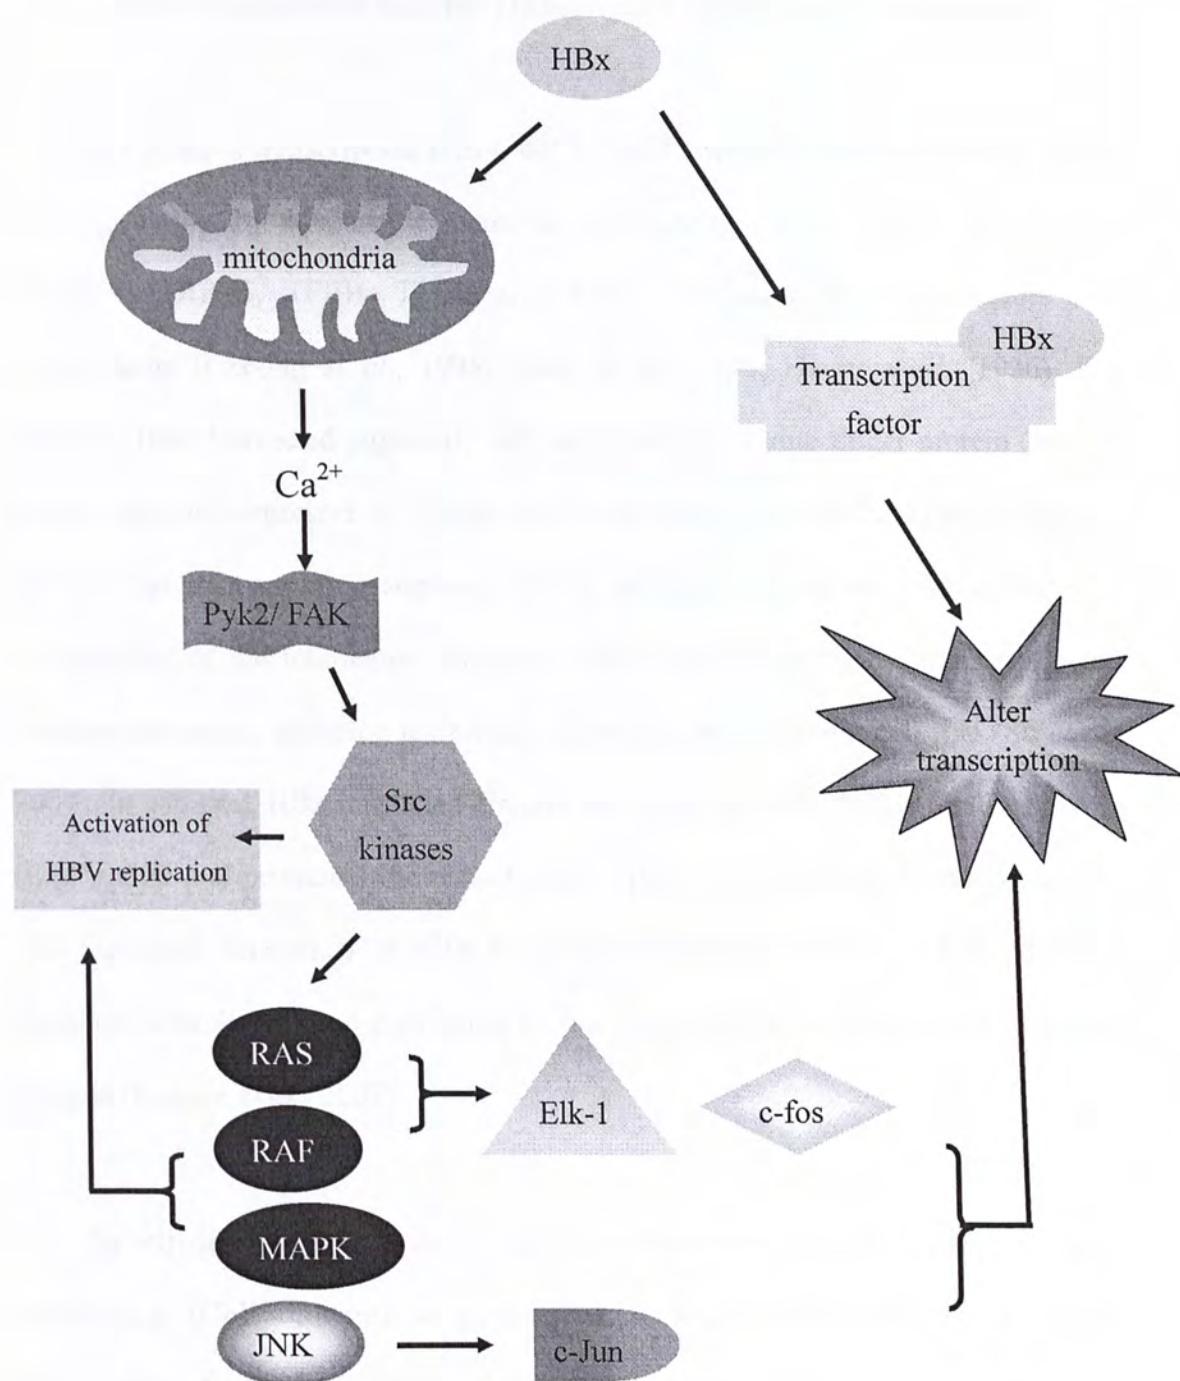 HBx
mitochondria
HBx
Transcription
factor
Ca²⁺
Pyk2/ FAK
Alter
transcription
Src
kinases
Activation of
HBV replication
RAS
Elk-1
c-fos
RAF
MAPK
JNK
c-Jun